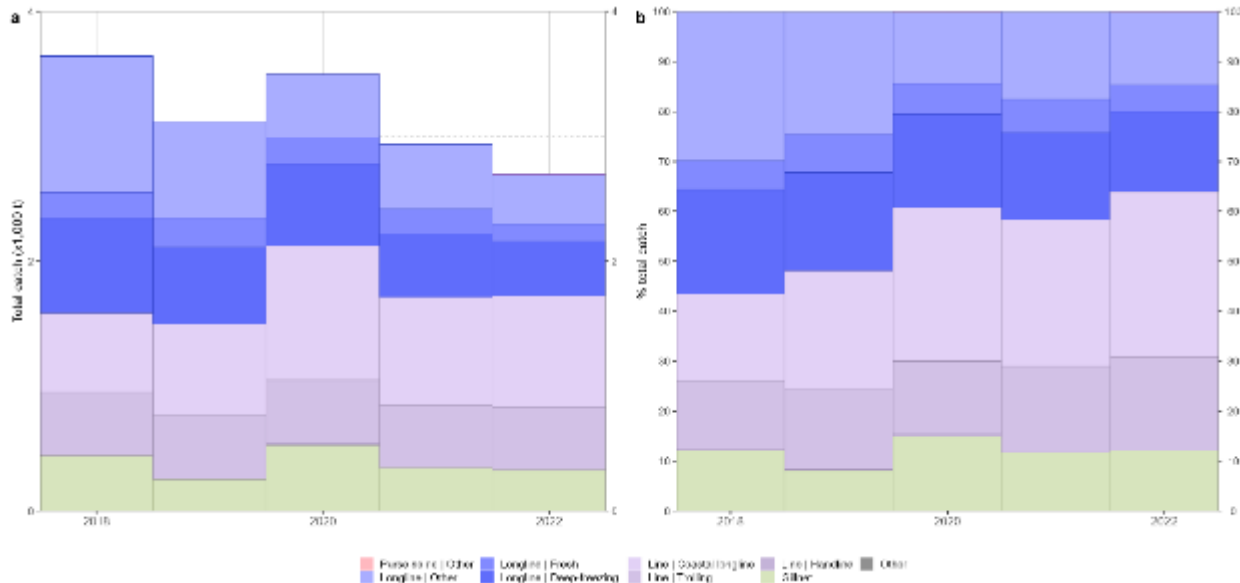 a
4
4
2
2
0
0
Total catch (x1,000 t)
2018
2020
2022
b
100
100
90
90
80
80
70
70
60
60
50
50
40
40
30
30
20
20
10
10
0
0
% total catch
2018
2020
2022
Purse seine | Other
Longline | Fresh
Line | Coastal longline
Line | Handline
Other
Longline | Other
Longline | Deep-freezing
Line | Trolling
Gillnet